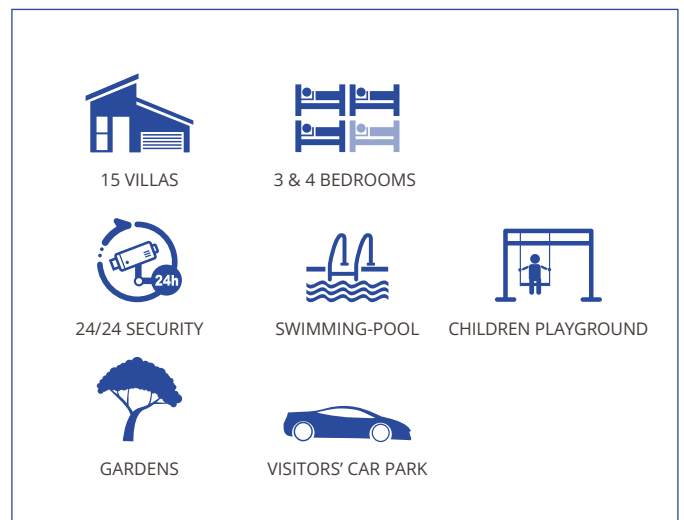 15 VILLAS
3 & 4 BEDROOMS
24h
24/24 SECURITY
SWIMMING-POOL
CHILDREN PLAYGROUND
GARDENS
VISITORS' CAR PARK